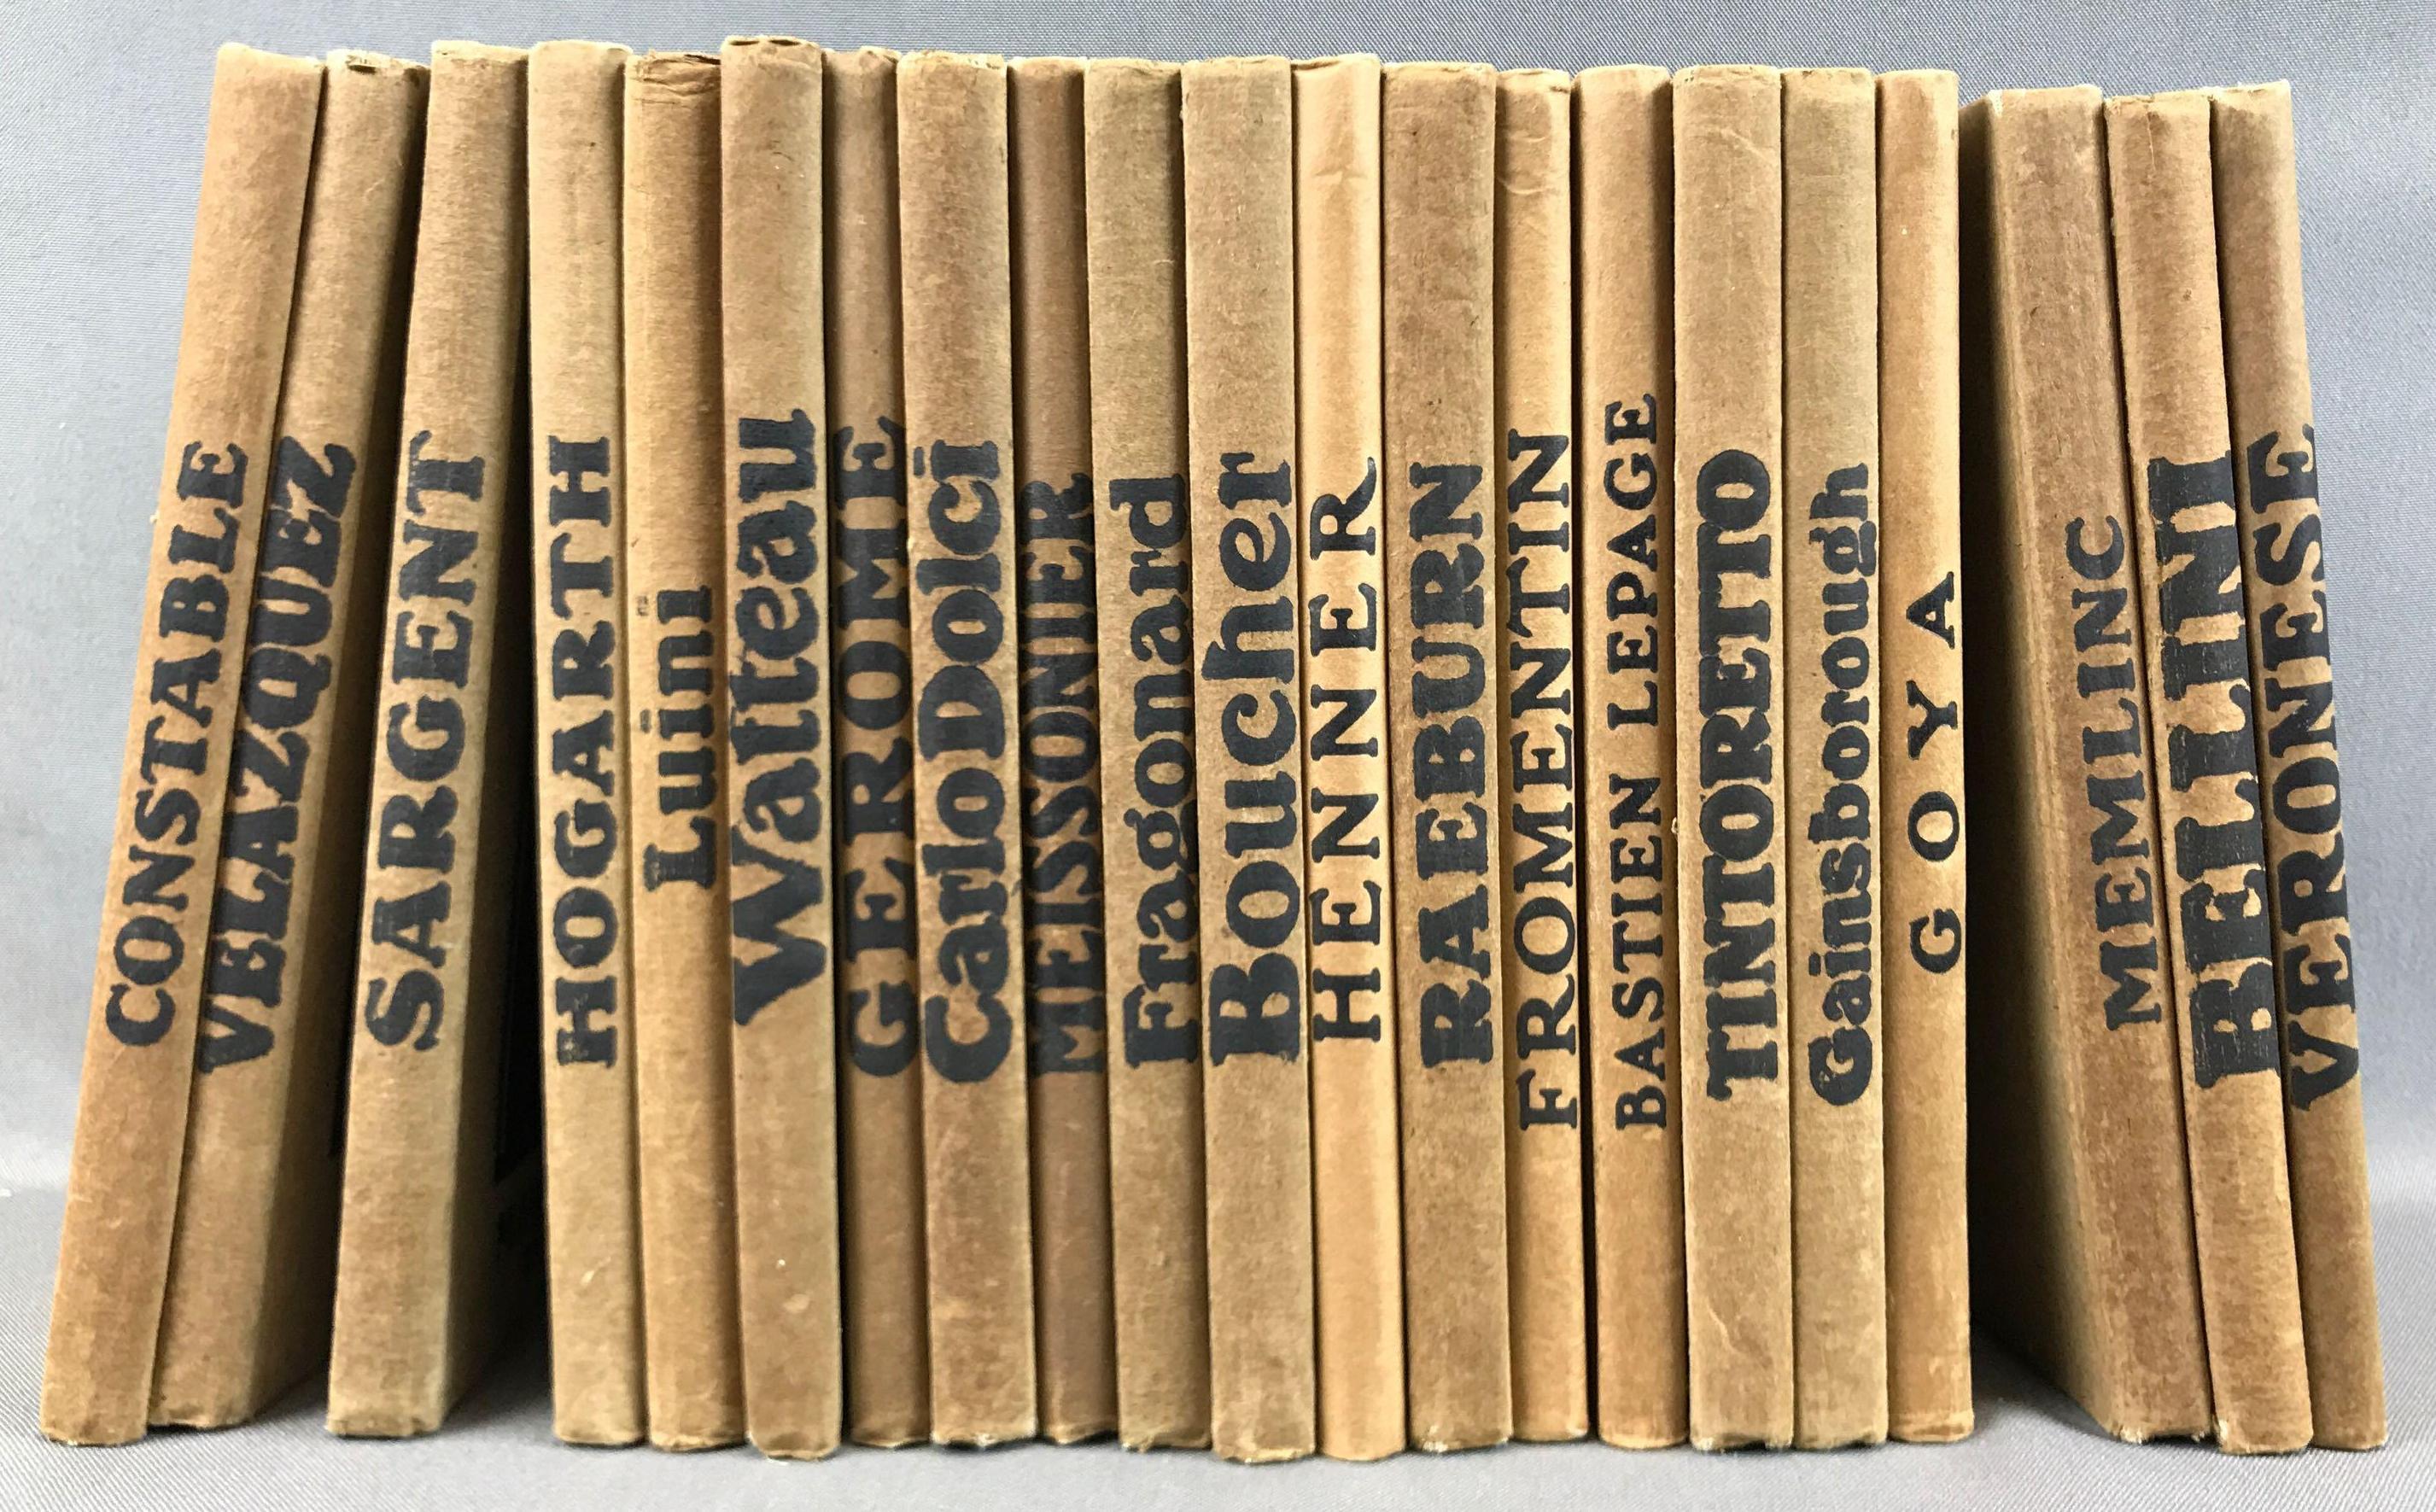 CONSTABLE
VELAZQUEZ
SARGENT
HOGARTH
Luini
Watteau
GEROME
Carlo Dolci
MEISSONIER
Fragonard
Boucher
HENNER
RAEBURN
FROMENTIN
BASTIEN LEPAGE
TINTORETTO
Gainsborough
GOYA
MEMILINC
BELLINI
VERONESE